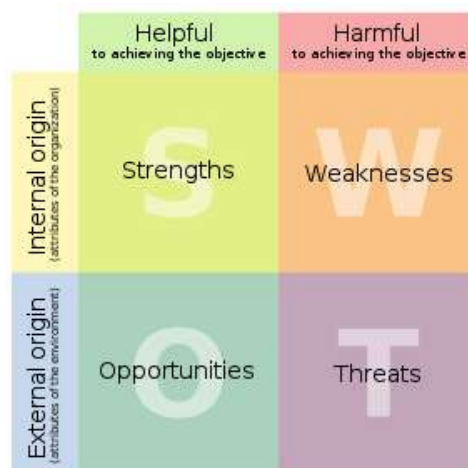 Helpful
to achieving the objective
Harmful
to achieving the objective
Internal origin
(attributes of the organization)
S
Strengths
W
Weaknesses
External origin
(attributes of the environment)
O
Opportunities
T
Threats